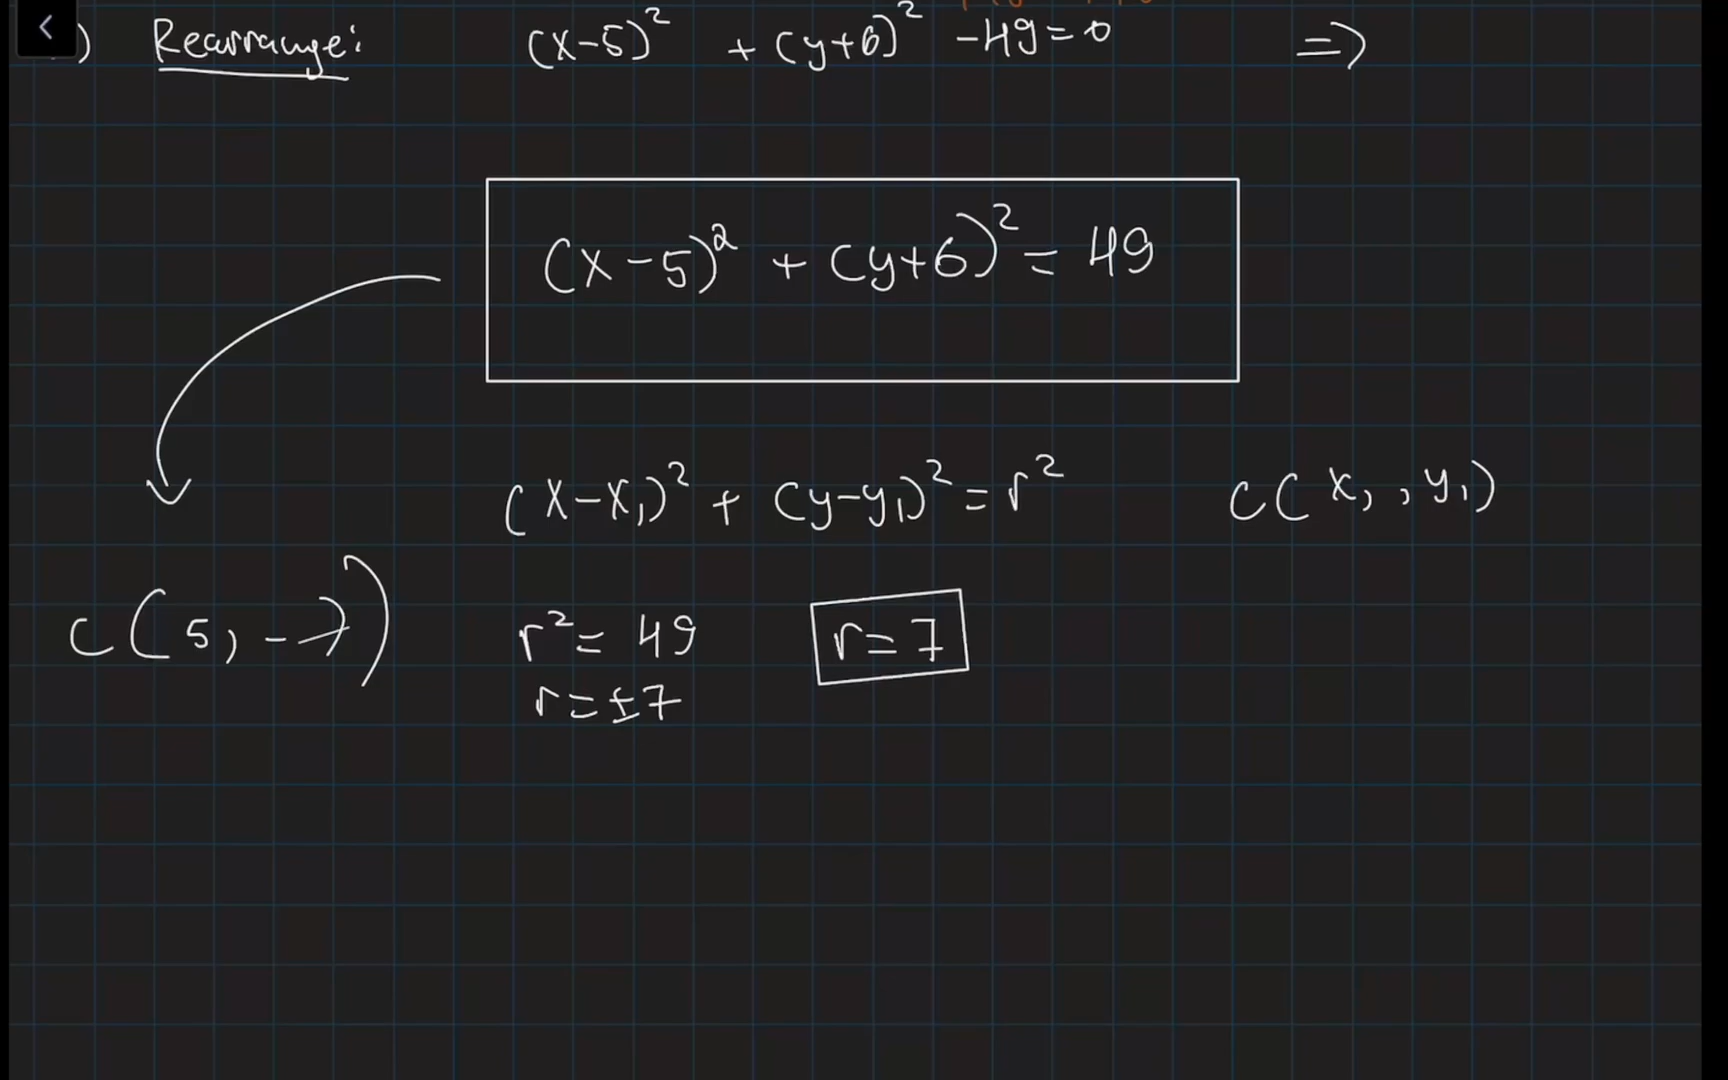 ) Rearrange: (x-5)² + (y+6)² -49=0 =>
(x-5)² + (y+6)² = 49
(x-x₁)² + (y-y₁)² = r² C(x₁, y₁)
C(5, -7) r² = 49 r=7
r=±7